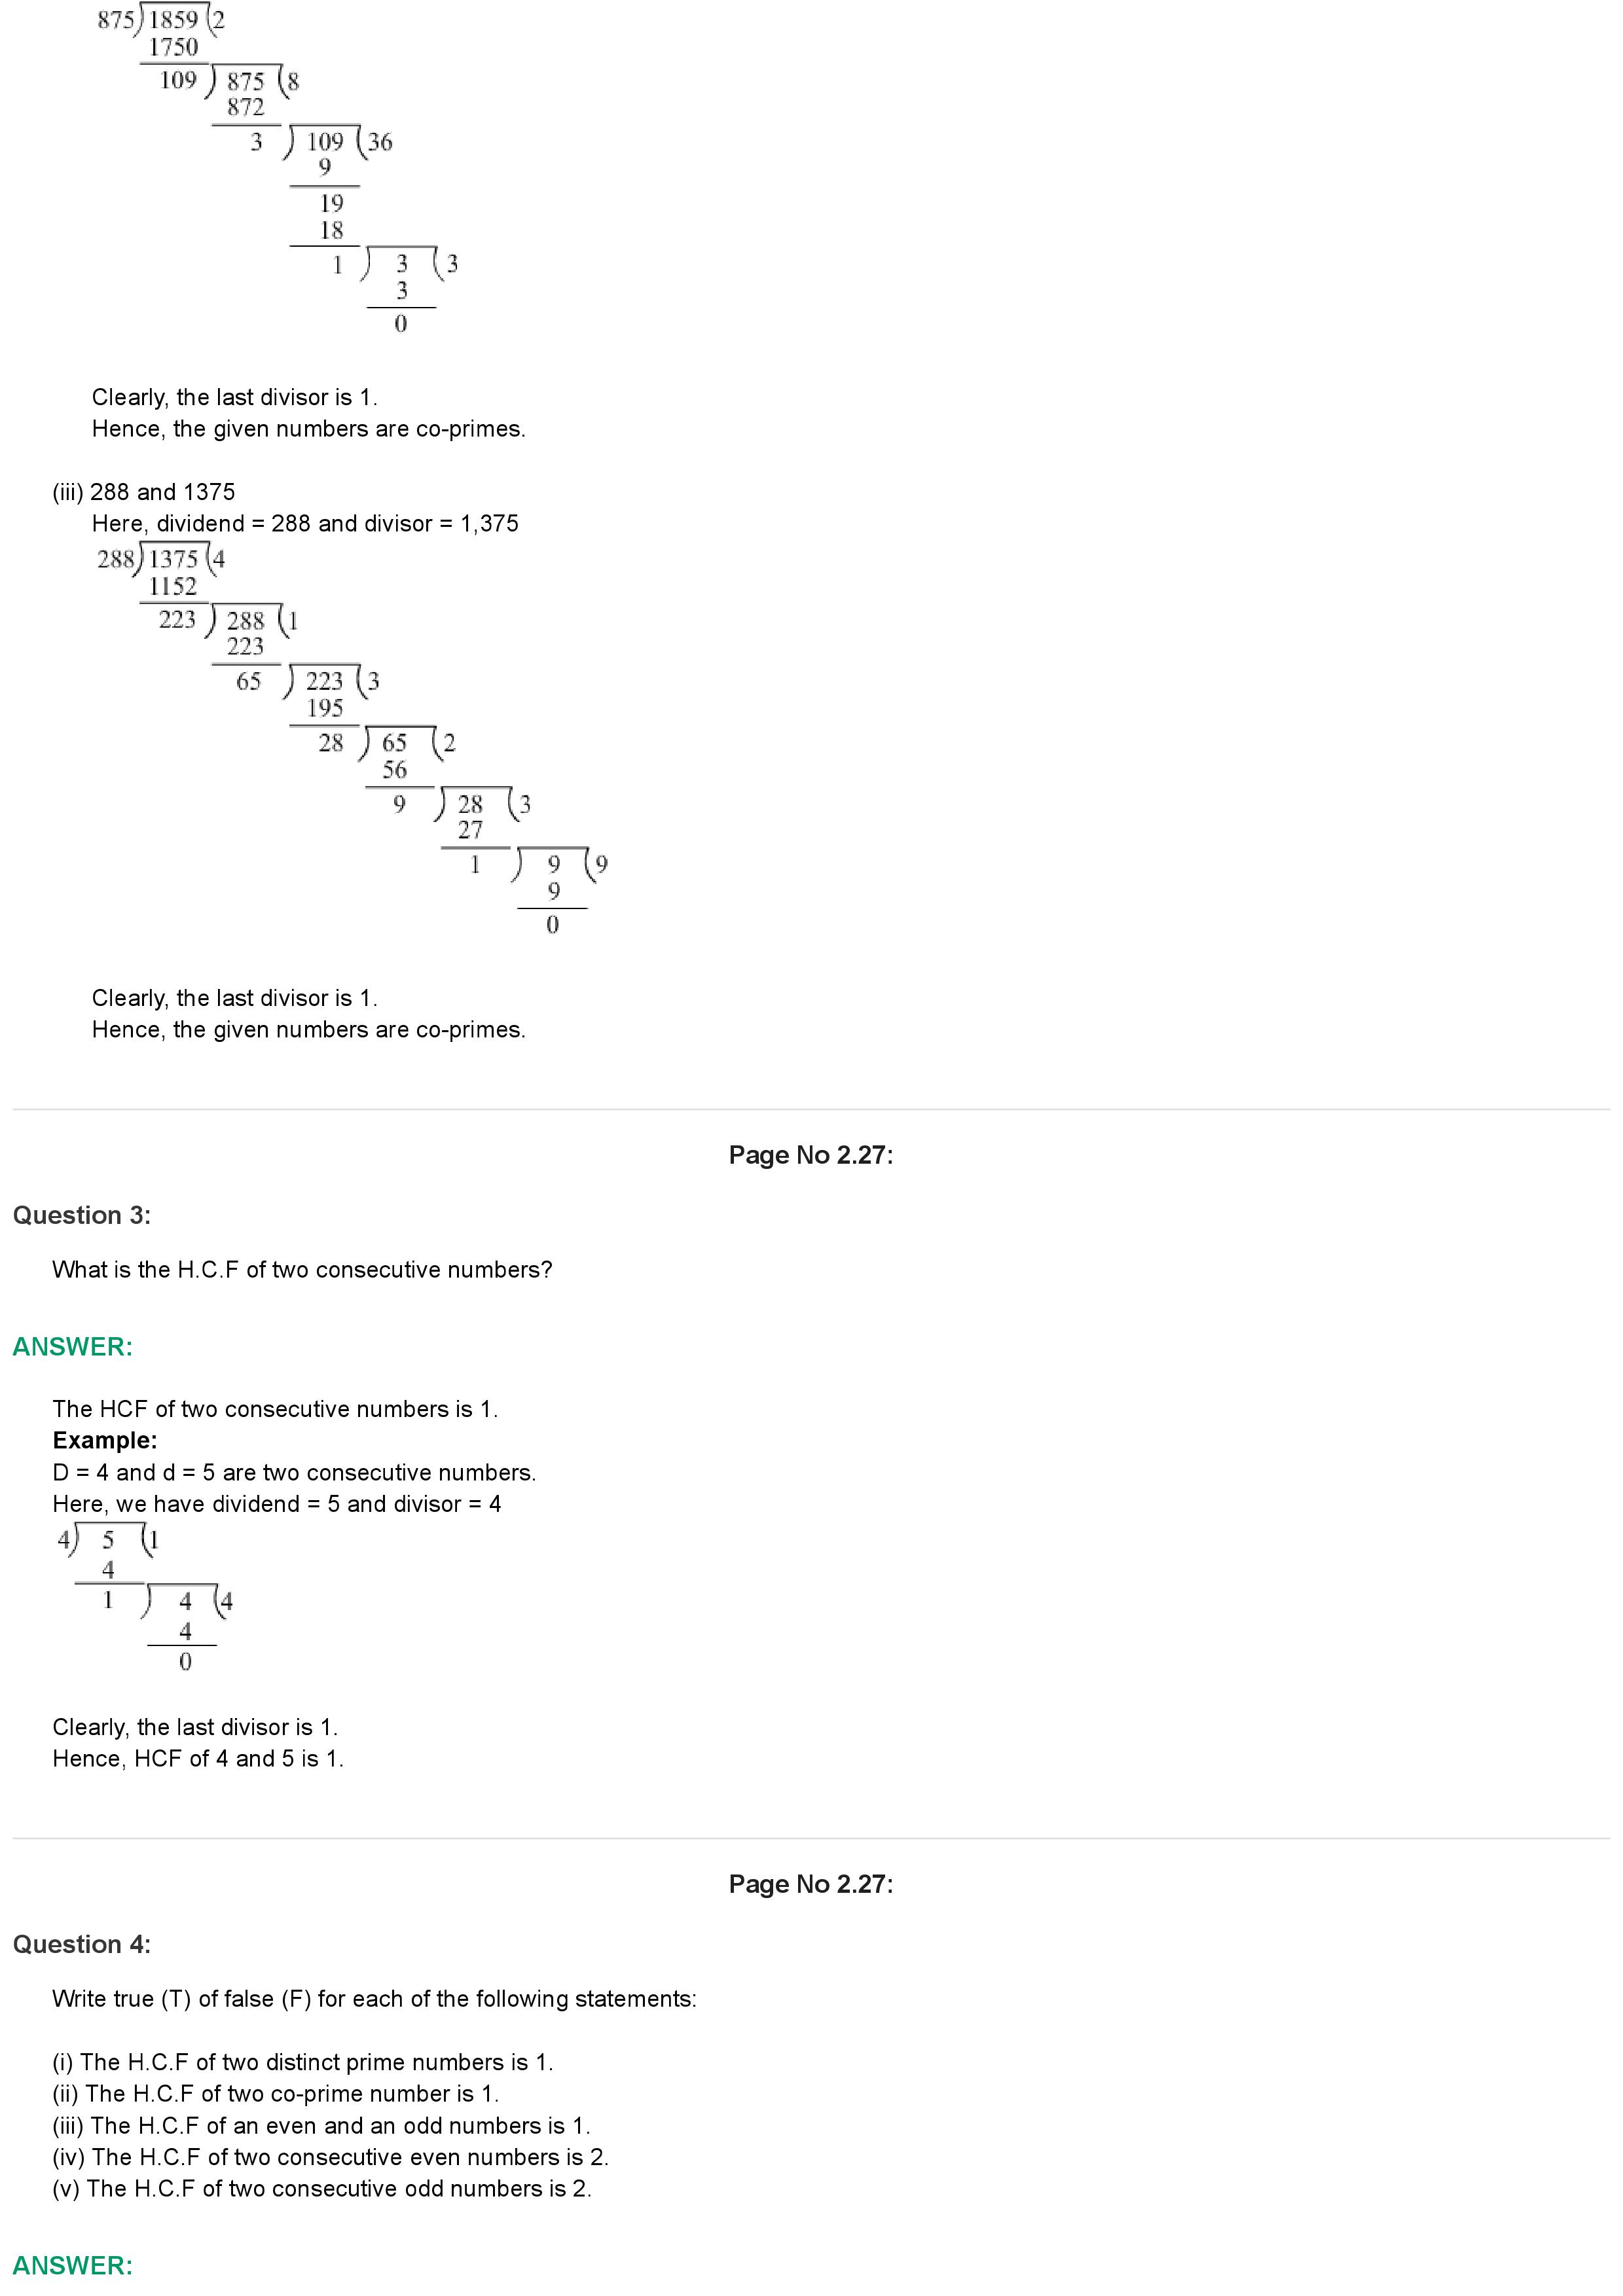 875)1859(2
1750
109)875(8
872
3)109(36
9
19
18
1)3(3
3
0
Clearly, the last divisor is 1.
Hence, the given numbers are co-primes.
(iii) 288 and 1375
Here, dividend = 288 and divisor = 1,375
288)1375(4
1152
223)288(1
223
65)223(3
195
28)65(2
56
9)28(3
27
1)9(9
9
0
Clearly, the last divisor is 1.
Hence, the given numbers are co-primes.
Page No 2.27:
Question 3:
What is the H.C.F of two consecutive numbers?
ANSWER:
The HCF of two consecutive numbers is 1.
Example:
D = 4 and d = 5 are two consecutive numbers.
Here, we have dividend = 5 and divisor = 4
4)5(1
4
1)4(4
4
0
Clearly, the last divisor is 1.
Hence, HCF of 4 and 5 is 1.
Page No 2.27:
Question 4:
Write true (T) of false (F) for each of the following statements:
(i) The H.C.F of two distinct prime numbers is 1.
(ii) The H.C.F of two co-prime number is 1.
(iii) The H.C.F of an even and an odd numbers is 1.
(iv) The H.C.F of two consecutive even numbers is 2.
(v) The H.C.F of two consecutive odd numbers is 2.
ANSWER: